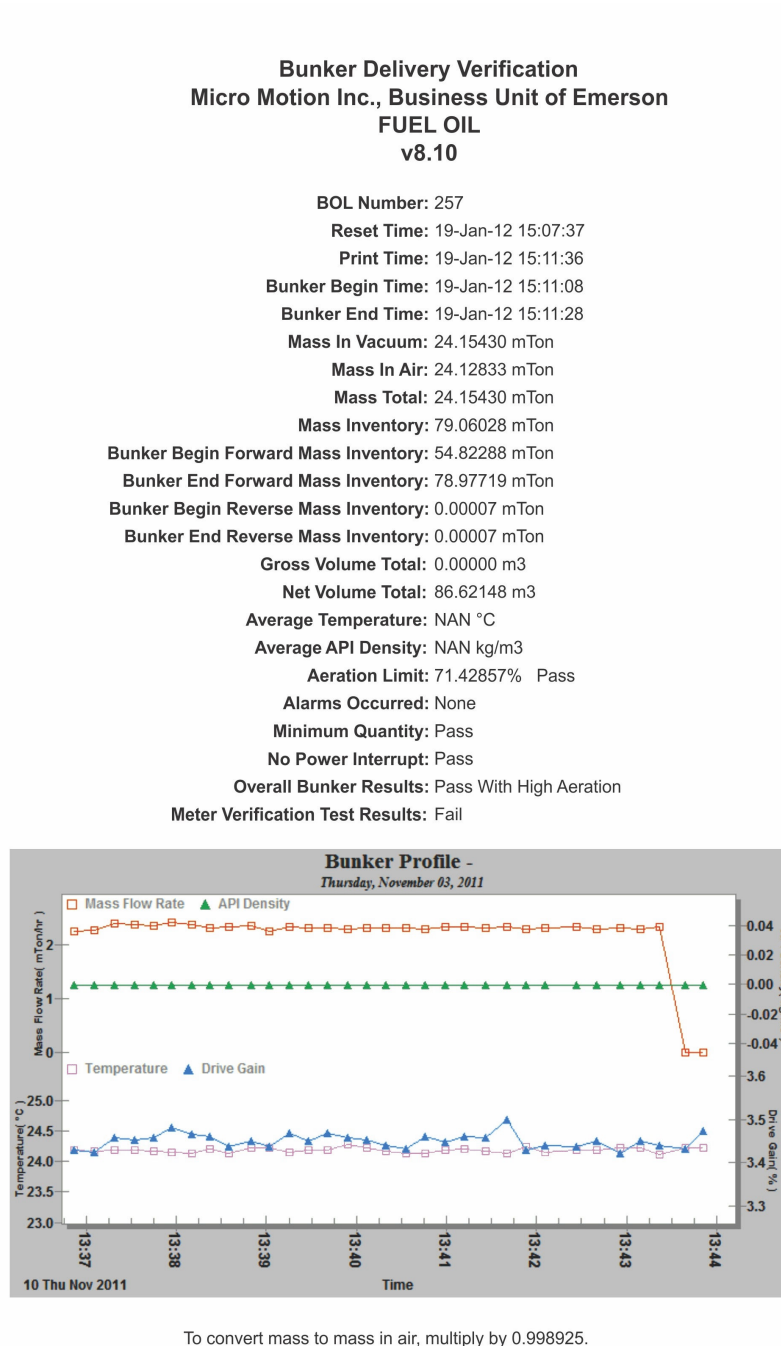 Bunker Delivery Verification
Micro Motion Inc., Business Unit of Emerson
FUEL OIL
v8.10
BOL Number: 257
Reset Time: 19-Jan-12 15:07:37
Print Time: 19-Jan-12 15:11:36
Bunker Begin Time: 19-Jan-12 15:11:08
Bunker End Time: 19-Jan-12 15:11:28
Mass In Vacuum: 24.15430 mTon
Mass In Air: 24.12833 mTon
Mass Total: 24.15430 mTon
Mass Inventory: 79.06028 mTon
Bunker Begin Forward Mass Inventory: 54.82288 mTon
Bunker End Forward Mass Inventory: 78.97719 mTon
Bunker Begin Reverse Mass Inventory: 0.00007 mTon
Bunker End Reverse Mass Inventory: 0.00007 mTon
Gross Volume Total: 0.00000 m3
Net Volume Total: 86.62148 m3
Average Temperature: NAN °C
Average API Density: NAN kg/m3
Aeration Limit: 71.42857% Pass
Alarms Occurred: None
Minimum Quantity: Pass
No Power Interrupt: Pass
Overall Bunker Results: Pass With High Aeration
Meter Verification Test Results: Fail
Bunker Profile -
Thursday, November 03, 2011
Mass Flow Rate API Density
Mass Flow Rate( mTon/hr )
2
1
0
0.04
0.02
0.00
-0.02
-0.04
Temperature Drive Gain
Temperature( °C )
25.0
24.5
24.0
23.5
23.0
3.6
3.5
3.4
3.3
Drive Gain( % )
13:37 13:38 13:39 13:40 13:41 13:42 13:43 13:44
10 Thu Nov 2011 Time
To convert mass to mass in air, multiply by 0.998925.